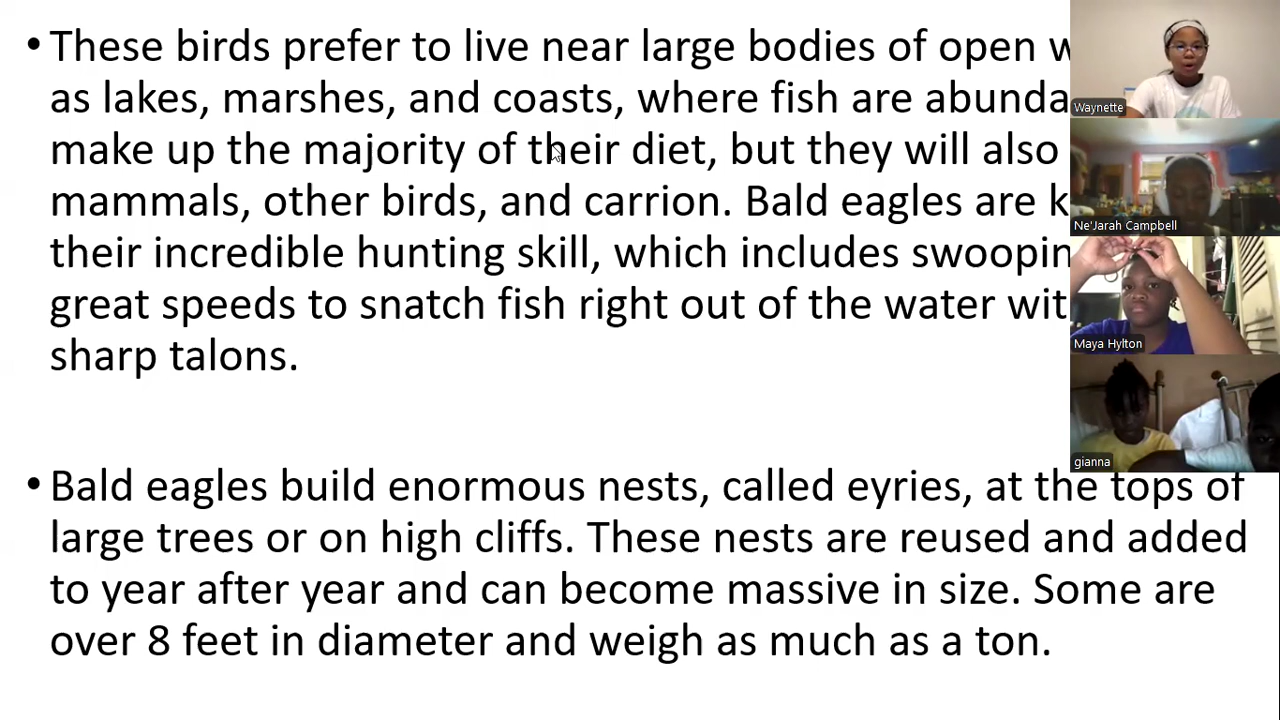 • These birds prefer to live near large bodies of open
as lakes, marshes, and coasts, where fish are
make up the majority of their diet, but they will also
mammals, other birds, and carrion. Bald eagles are
their incredible hunting skill, which includes
great speeds to snatch fish right out of the water
sharp talons.
• Bald eagles build enormous nests, called eyries, at the tops of
large trees or on high cliffs. These nests are reused and added
to year after year and can become massive in size. Some are
over 8 feet in diameter and weigh as much as a ton.
Waynette
Ne'Jarah Campbell
Maya Hylton
gianna